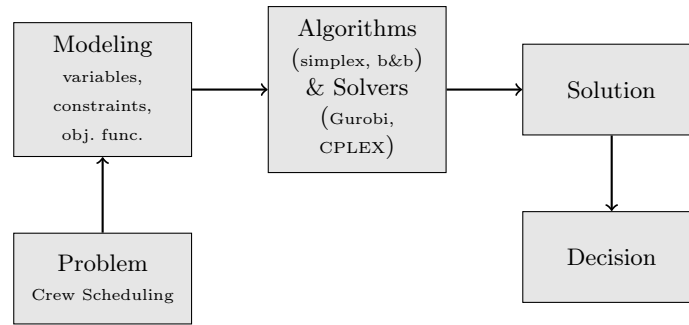 Modeling
variables,
constraints,
obj. func.
Algorithms
(simplex, b&b)
& Solvers
(Gurobi,
CPLEX)
Solution
Problem
Crew Scheduling
Decision